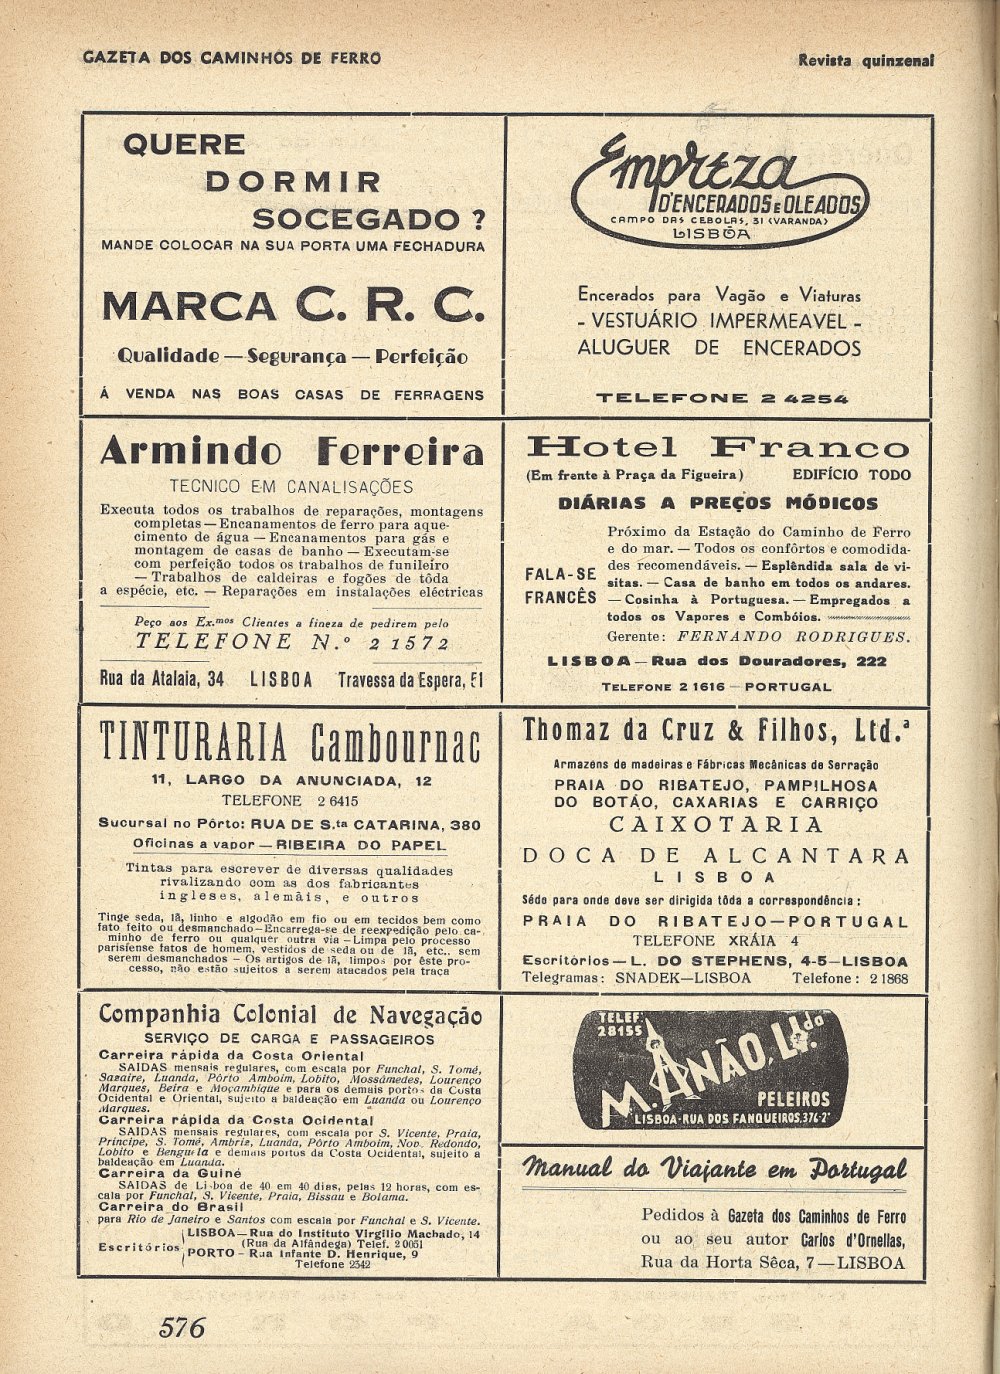 GAZETA DOS CAMINHOS DE FERRO
Revista quinzenal
QUERE
DORMIR
SOCEGADO ?
MANDE COLOCAR NA SUA PORTA UMA FECHADURA
MARCA C. R. C.
Qualidade — Segurança — Perfeição
Á VENDA NAS BOAS CASAS DE FERRAGENS
Empreza
D'ENCERADOS E OLEADOS
CAMPO DAS CEBOLAS, 31 (VARANDA)
LISBÔA
Encerados para Vagão e Viaturas
- VESTUÁRIO IMPERMEAVEL -
ALUGUER DE ENCERADOS
TELEFONE 2 4254
Armindo Ferreira
TECNICO EM CANALISAÇÕES
Executa todos os trabalhos de reparações, montagens
completas — Encanamentos de ferro para aque-
cimento de água — Encanamentos para gás e
montagem de casas de banho — Executam-se
com perfeição todos os trabalhos de funileiro
— Trabalhos de caldeiras e fogões de tôda
a espécie, etc. — Reparações em instalações eléctricas
Peço aos Ex.mos Clientes a fineza de pedirem pelo
TELEFONE N.º 2 1572
Rua da Atalaia, 34 LISBOA Travessa da Espera, 51
Hotel Franco
(Em frente à Praça da Figueira) EDIFÍCIO TODO
DIÁRIAS A PREÇOS MÓDICOS
FALA-SE
FRANCÊS
Próximo da Estação do Caminho de Ferro
e do mar. — Todos os confôrtos e comodida-
des recomendáveis. — Esplêndida sala de vi-
sitas. — Casa de banho em todos os andares.
— Cosinha à Portuguesa. — Empregados a
todos os Vapores e Combóios.
Gerente: FERNANDO RODRIGUES.
LISBOA — Rua dos Douradores, 222
TELEFONE 2 1616 — PORTUGAL
TINTURARIA Cambournac
11, LARGO DA ANUNCIADA, 12
TELEFONE 2 6415
Sucursal no Pôrto: RUA DE S.ta CATARINA, 380
Oficinas a vapor — RIBEIRA DO PAPEL
Tintas para escrever de diversas qualidades
rivalizando com as dos fabricantes
ingleses, alemãis, e outros
Tinge seda, lã, linho e algodão em fio ou em tecidos bem como
fato feito ou desmanchado — Encarrega-se de reexpedição pelo ca-
minho de ferro ou qualquer outra via — Limpa pelo processo
parisiense fatos de homem, vestidos de seda ou de lã, etc., sem
serem desmanchados — Os artigos de lã, limpos por êste pro-
cesso, não estão sujeitos a serem atacados pela traça
Thomaz da Cruz & Filhos, Ltd.ª
Armazens de madeiras e Fábricas Mecânicas de Serração
PRAIA DO RIBATEJO, PAMPILHOSA
DO BOTÁO, CAXARIAS E CARRIÇO
CAIXOTARIA
DOCA DE ALCANTARA
LISBOA
Séde para onde deve ser dirigida tôda a correspondência :
PRAIA DO RIBATEJO — PORTUGAL
TELEFONE XRÁIA 4
Escritórios — L. DO STEPHENS, 4-5 — LISBOA
Telegramas: SNADEK — LISBOA Telefone: 2 1868
Companhia Colonial de Navegação
SERVIÇO DE CARGA E PASSAGEIROS
Carreira rápida da Costa Oriental
SAIDAS mensais regulares, com escala por Funchal, S. Tomé,
Sazaire, Luanda, Pôrto Amboim, Lobito, Mossâmedes, Lourenço
Marques, Beira e Moçambique e para os demais portos da Costa
Ocidental e Oriental, sujeito a baldeação em Luanda ou Lourenço
Marques.
Carreira rápida da Costa Ocidental
SAIDAS mensais regulares, com escala por S. Vicente, Praia,
Principe, S. Tomé, Ambriz, Luanda, Pôrto Amboim, Nov. Redondo,
Lobito e Benguela e demais portos da Costa Ocidental, sujeito a
baldeação em Luanda.
Carreira da Guiné
SAIDAS de Lisboa de 40 em 40 dias, pelas 12 horas, com es-
cala por Funchal, S. Vicente, Praia, Bissau e Bolama.
Carreira do Brasil
para Rio de Janeiro e Santos com escala por Funchal e S. Vicente.
Escritórios
LISBOA — Rua do Instituto Virgílio Machado, 14
(Rua da Alfândega) Telef. 2 0051
PORTO - Rua Infante D. Henrique, 9
Telefone 2342
TELEF.
28155
M. ANÃO, Lda
PELEIROS
LISBOA - RUA DOS FANQUEIROS, 376-2º
Manual do Viajante em Portugal
Pedidos à Gazeta dos Caminhos de Ferro
ou ao seu autor Carlos d'Ornellas,
Rua da Horta Sêca, 7 — LISBOA
576